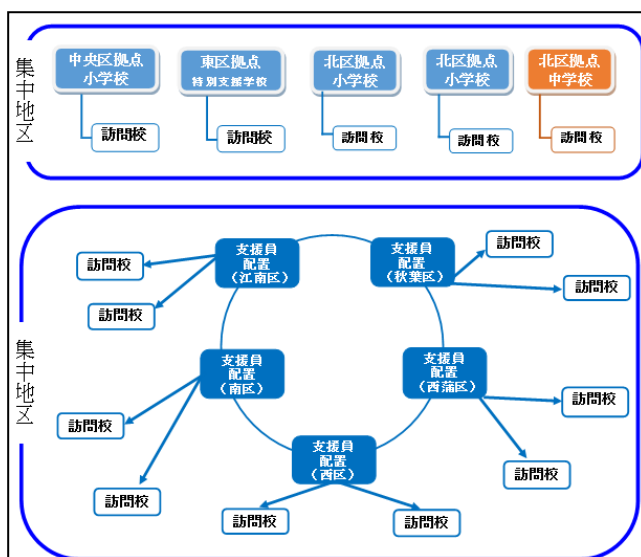 集中地区
中央区拠点
小学校
東区拠点
特別支援学校
北区拠点
小学校
北区拠点
小学校
北区拠点
中学校
訪問校
訪問校
訪問校
訪問校
訪問校
集中地区
支援員
配置
（江南区）
支援員
配置
（秋葉区）
支援員
配置
（南区）
支援員
配置
（西蒲区）
支援員
配置
（西区）
訪問校
訪問校
訪問校
訪問校
訪問校
訪問校
訪問校
訪問校
訪問校
訪問校